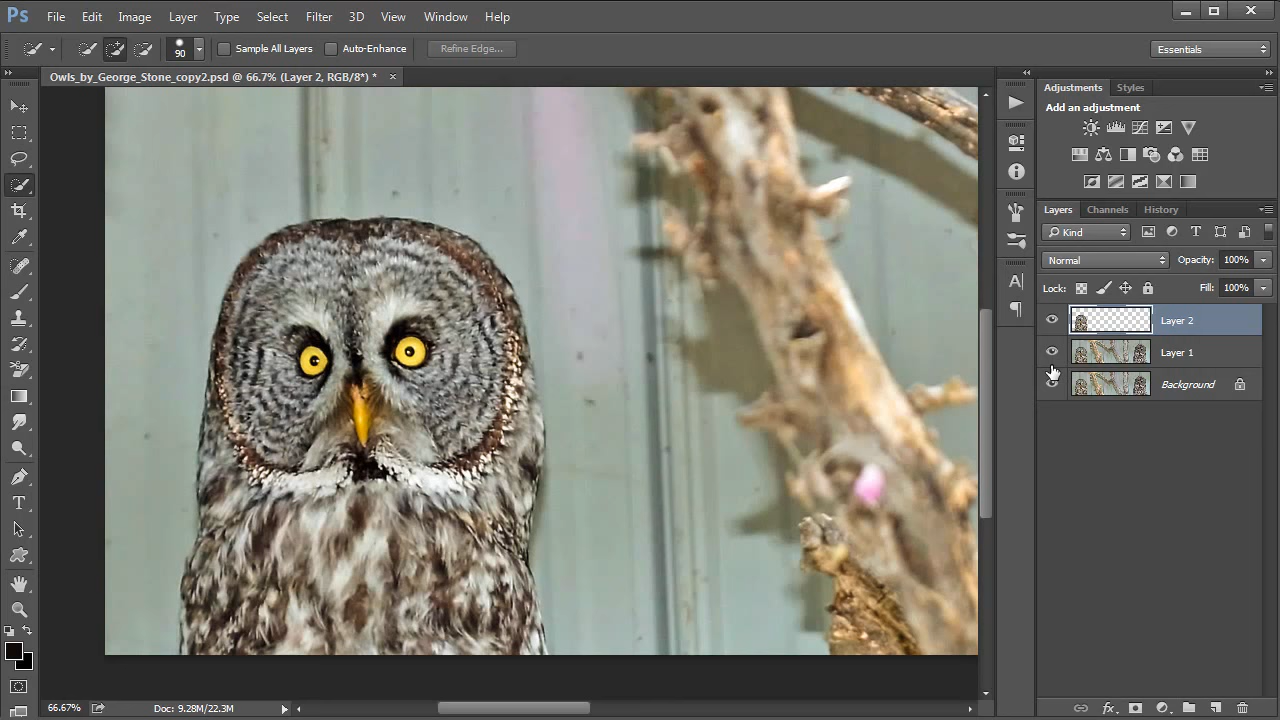 Ps File Edit Image Layer Type Select Filter 3D View Window Help
90 Sample All Layers Auto-Enhance Refine Edge... Essentials
Owls_by_George_Stone_copy2.psd @ 66.7% (Layer 2, RGB/8*) *
Adjustments Styles
Add an adjustment
Layers Channels History
Kind
Normal Opacity: 100%
Lock: Fill: 100%
Layer 2
Layer 1
Background
66.67% Doc: 9.28M/22.3M